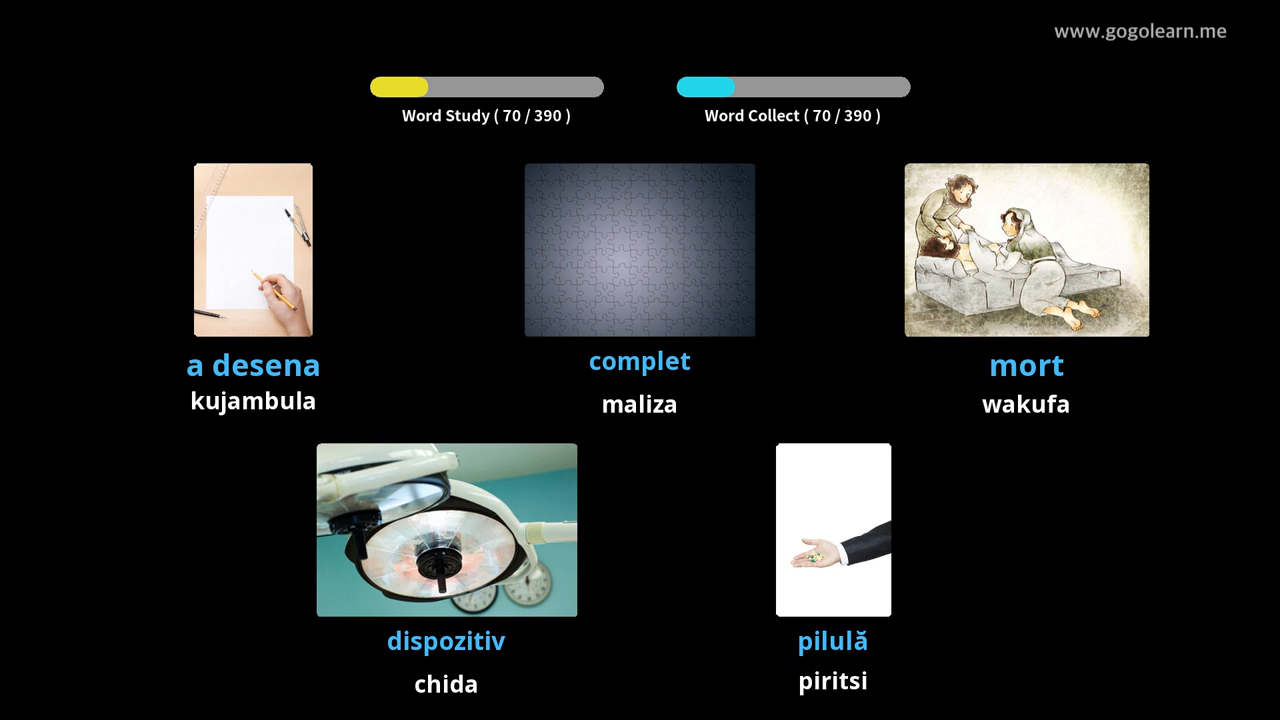 www.gogolearn.me
Word Study ( 70 / 390 )
Word Collect ( 70 / 390 )
a desena
kujambula
complet
maliza
mort
wakufa
dispozitiv
chida
pilulă
piritsi